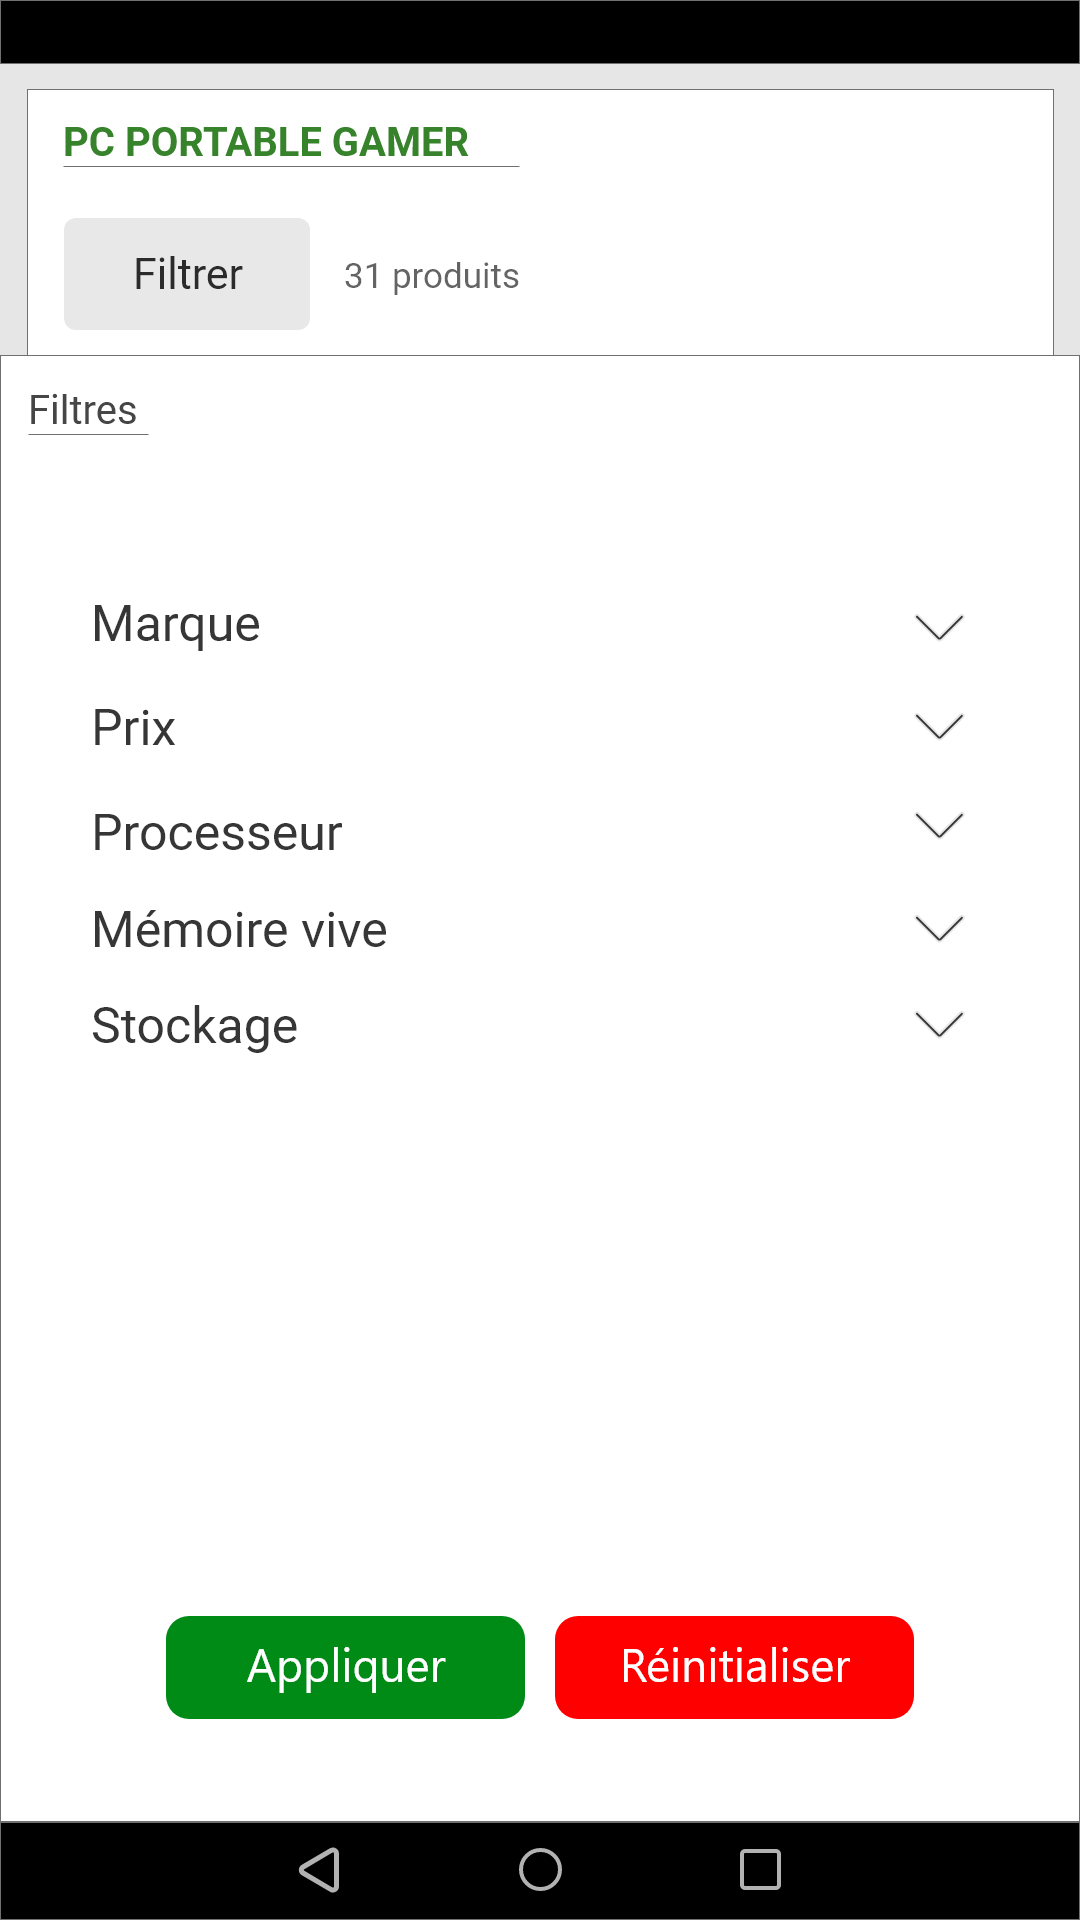 PC PORTABLE GAMER
Filtrer
31 produits
Filtres
Marque
Prix
Processeur
Mémoire vive
Stockage
Appliquer
Réinitialiser